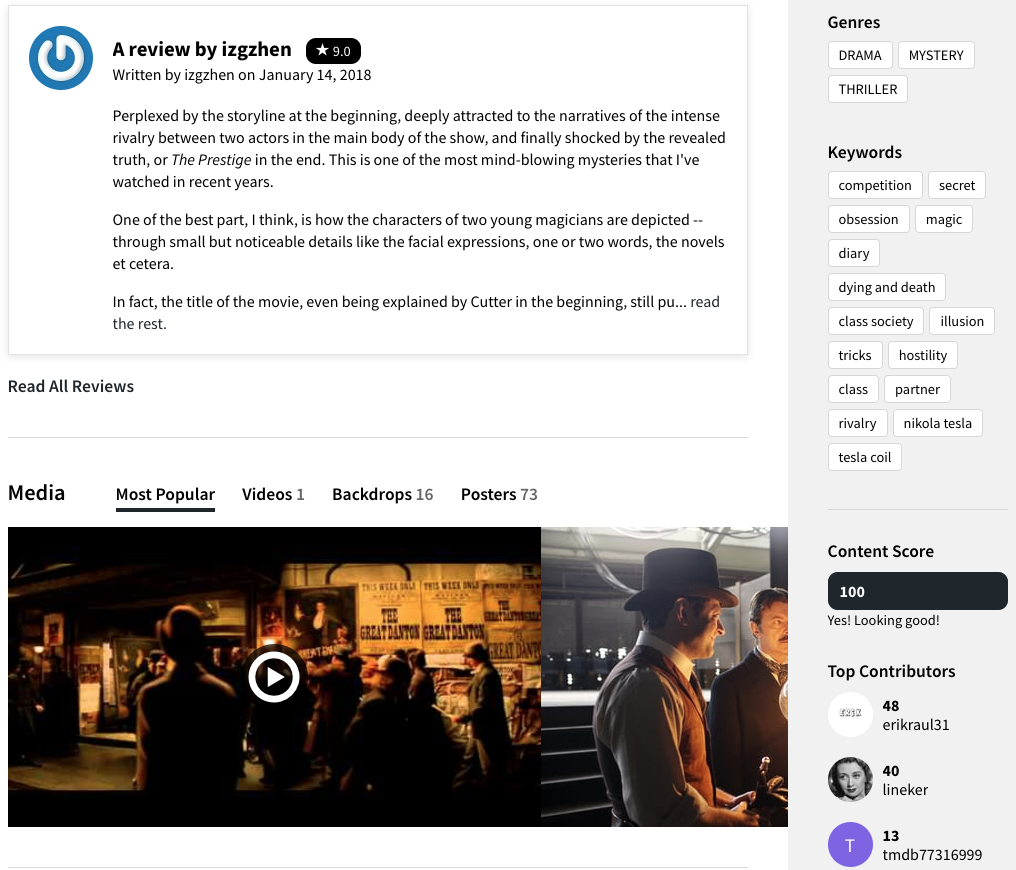 A review by izgzhen ★ 9.0
Written by izgzhen on January 14, 2018
Perplexed by the storyline at the beginning, deeply attracted to the narratives of the intense
rivalry between two actors in the main body of the show, and finally shocked by the revealed
truth, or The Prestige in the end. This is one of the most mind-blowing mysteries that I've
watched in recent years.
One of the best part, I think, is how the characters of two young magicians are depicted --
through small but noticeable details like the facial expressions, one or two words, the novels
et cetera.
In fact, the title of the movie, even being explained by Cutter in the beginning, still pu... read
the rest.
Read All Reviews
Media
Most Popular
Videos 1
Backdrops 16
Posters 73
THIS WEEK ONLY
THE
GREAT DANTON
THIS WEEK ONLY
THE
GREAT DANTON
Genres
DRAMA
MYSTERY
THRILLER
Keywords
competition
secret
obsession
magic
diary
dying and death
class society
illusion
tricks
hostility
class
partner
rivalry
nikola tesla
tesla coil
Content Score
100
Yes! Looking good!
Top Contributors
48
erikraul31
40
lineker
T
13
tmdb77316999